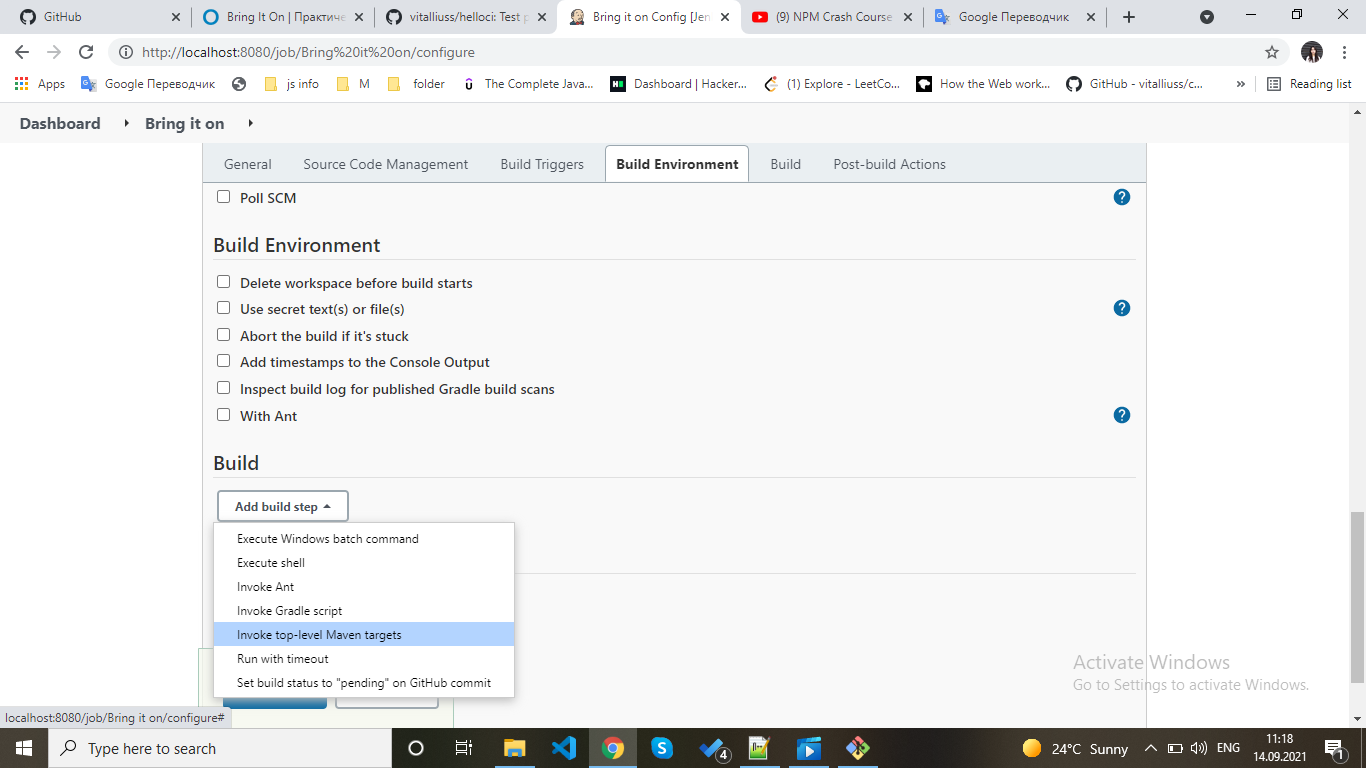 GitHub
Bring It On | Практиче
vitalliuss/helloci: Test p
Bring it on Config [Jen
(9) NPM Crash Course
Google Переводчик
http://localhost:8080/job/Bring%20it%20on/configure
Apps
Google Переводчик
js info
M
folder
The Complete Java...
Dashboard | Hacker...
(1) Explore - LeetCo...
How the Web work...
GitHub - vitalliuss/c...
»
Reading list
Dashboard
Bring it on
General
Source Code Management
Build Triggers
Build Environment
Build
Post-build Actions
Poll SCM
?
Build Environment
Delete workspace before build starts
Use secret text(s) or file(s)
?
Abort the build if it's stuck
Add timestamps to the Console Output
Inspect build log for published Gradle build scans
With Ant
?
Build
Add build step
Execute Windows batch command
Execute shell
Invoke Ant
Invoke Gradle script
Invoke top-level Maven targets
Run with timeout
Set build status to "pending" on GitHub commit
Activate Windows
Go to Settings to activate Windows.
localhost:8080/job/Bring it on/configure#
Type here to search
4
24°C Sunny
ENG
11:18
14.09.2021
1